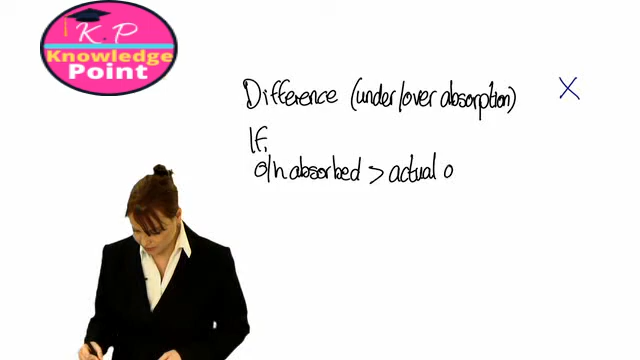 K.P
Knowledge
Point
Difference (under/over absorption) X
If,
o/h absorbed > actual o